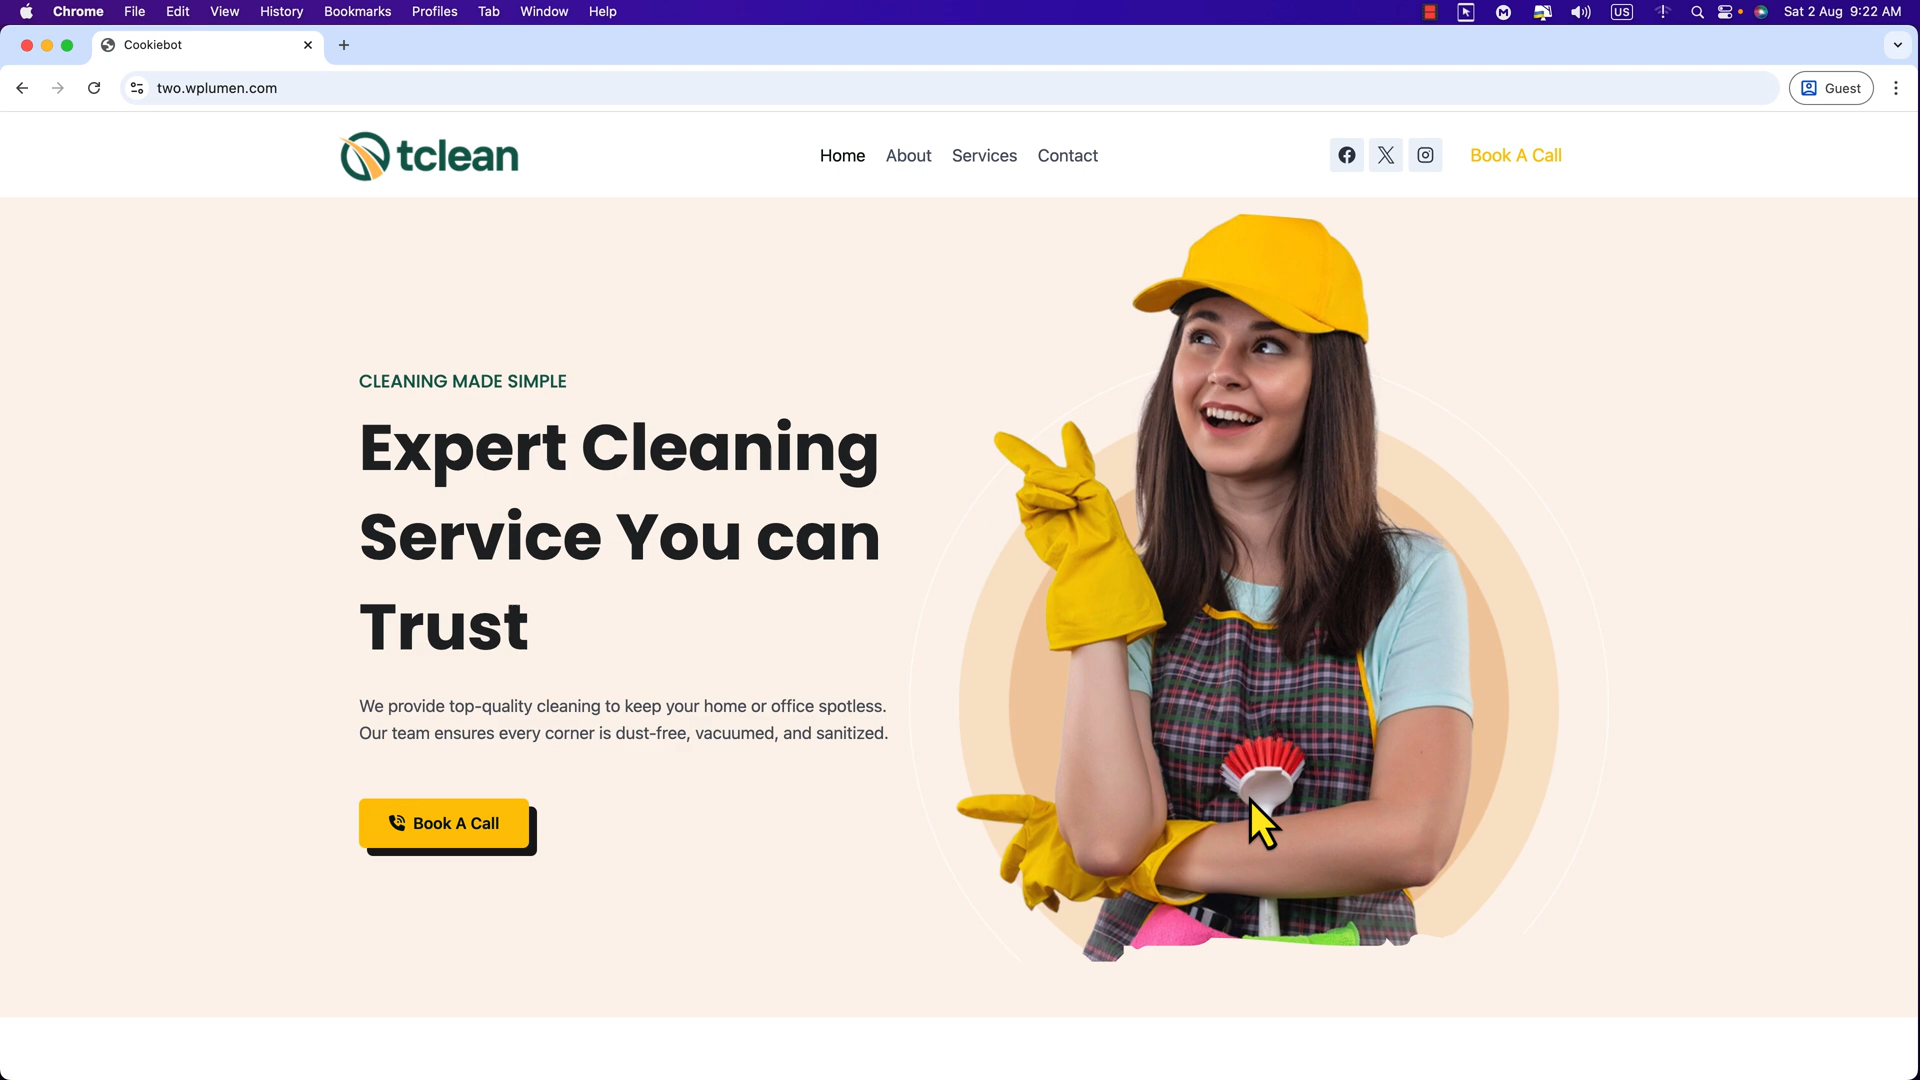 Chrome File Edit View History Bookmarks Profiles Tab Window Help
US Sat 2 Aug 9:22 AM
Cookiebot
two.wplumen.com
Guest
tclean
Home About Services Contact
Book A Call
CLEANING MADE SIMPLE
Expert Cleaning
Service You can
Trust
We provide top-quality cleaning to keep your home or office spotless.
Our team ensures every corner is dust-free, vacuumed, and sanitized.
Book A Call